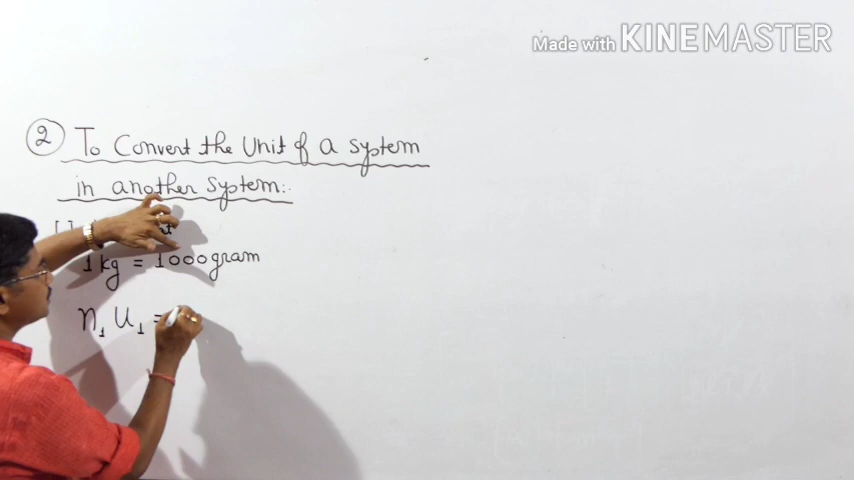 Made with KINEMASTER
② To Convert the Unit of a System
in another System:-
1 kg = 1000 gram
n₁ U₁ =